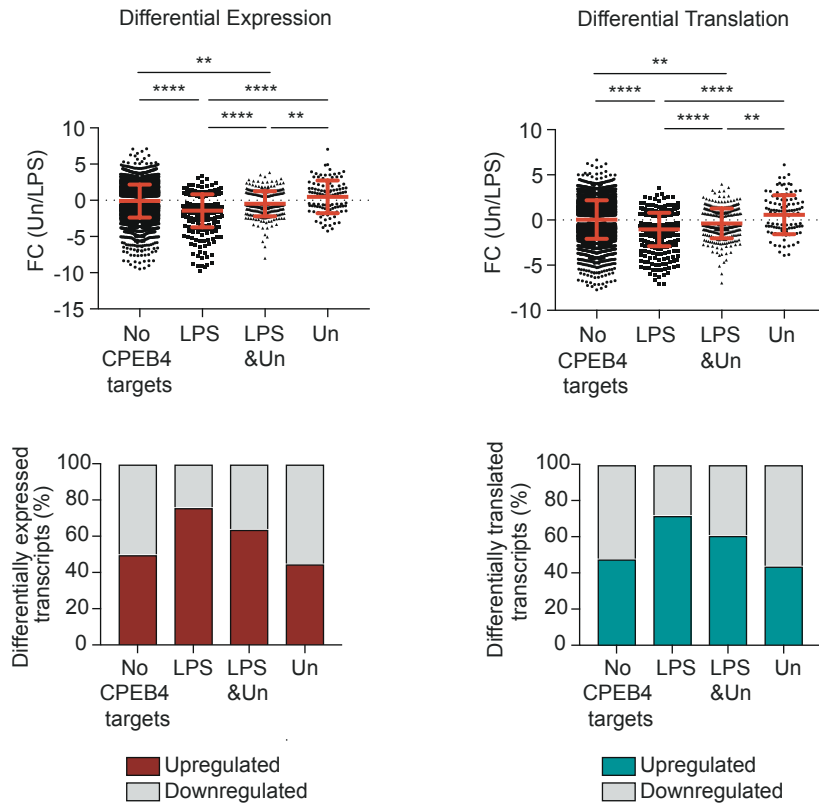 Differential Expression
**
**** ****
**** **
FC (Un/LPS)
10
5
0
-5
-10
-15
No CPEB4 targets
LPS
LPS &Un
Un
Differential Translation
**
**** ****
**** **
FC (Un/LPS)
10
5
0
-5
-10
No CPEB4 targets
LPS
LPS &Un
Un
Differentially expressed
transcripts (%)
100
80
60
40
20
0
No CPEB4 targets
LPS
LPS &Un
Un
Upregulated
Downregulated
Differentially translated
transcripts (%)
100
80
60
40
20
0
No CPEB4 targets
LPS
LPS &Un
Un
Upregulated
Downregulated